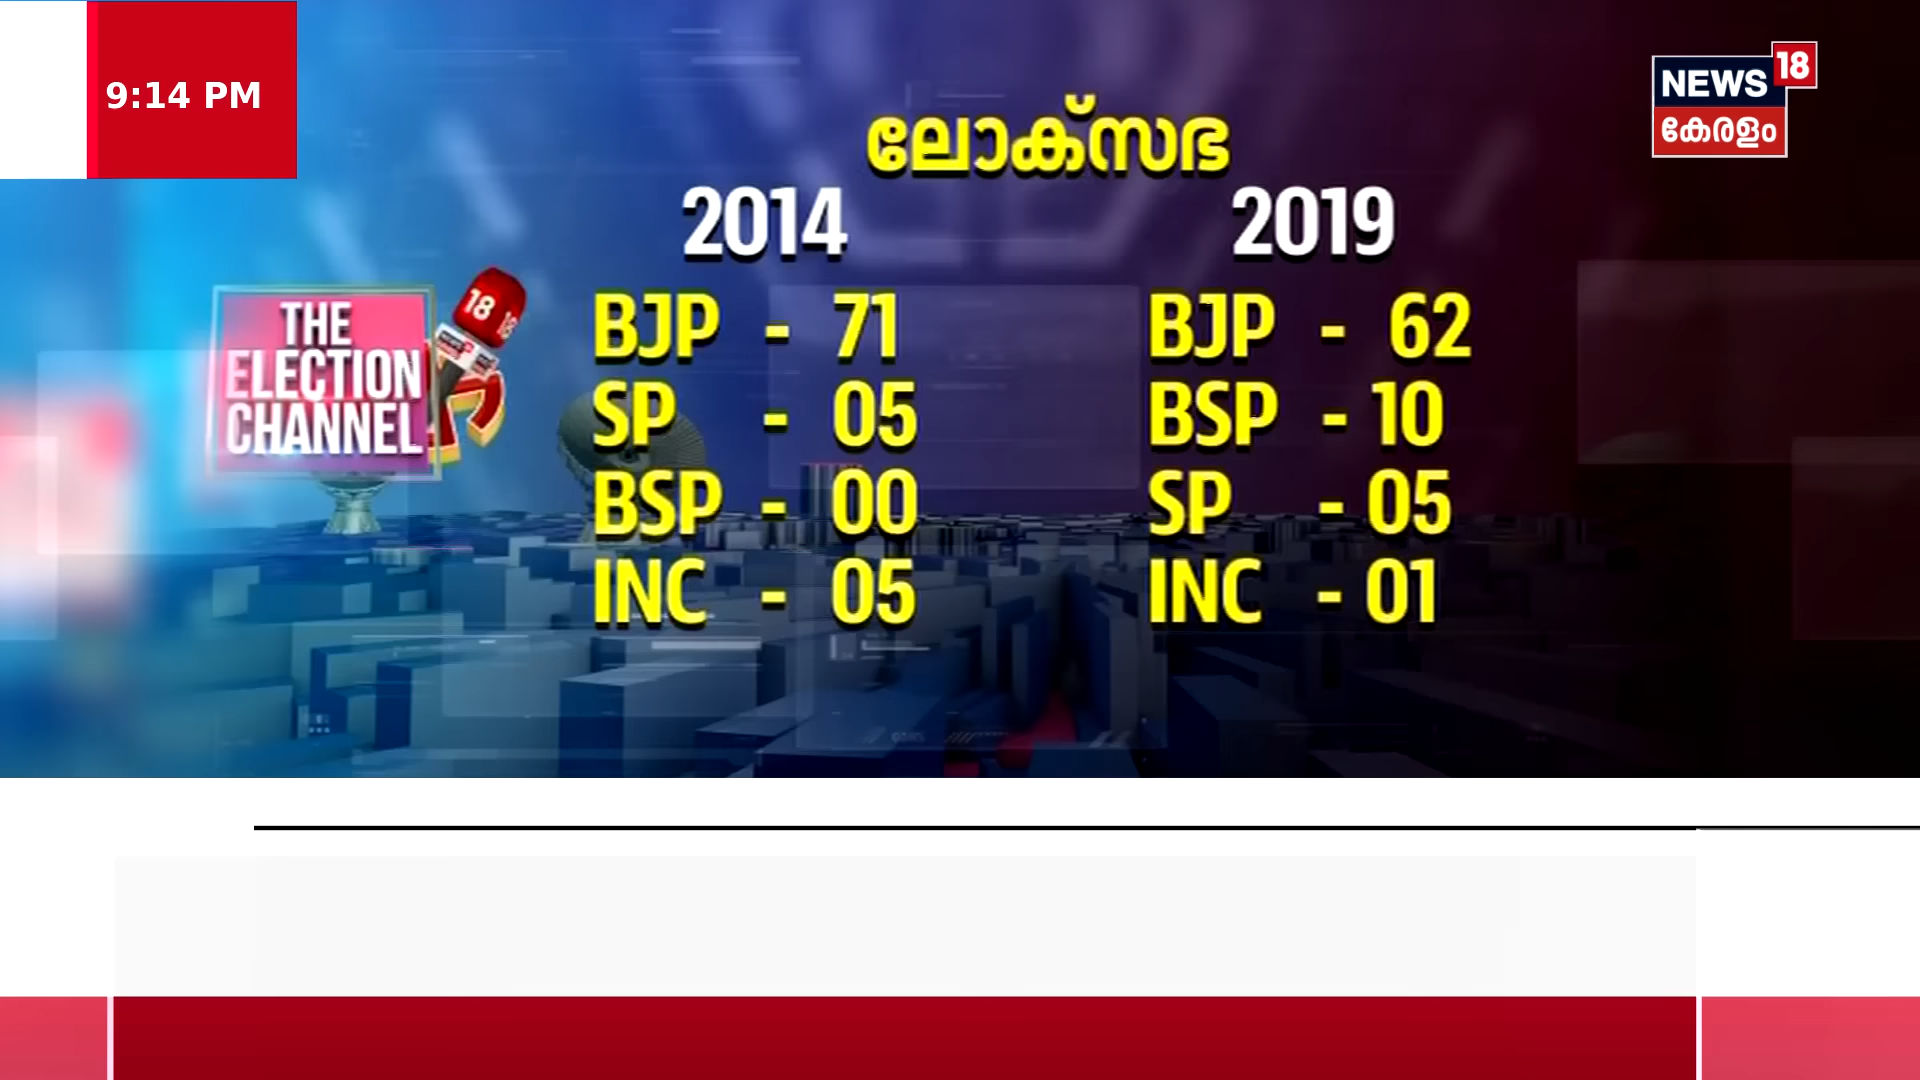 9:14 PM
NEWS 18
കേരളം
ലോക്സഭ
2014 2019
THE
ELECTION
CHANNEL
18
BJP - 71 BJP - 62
SP - 05 BSP - 10
BSP - 00 SP - 05
INC - 05 INC - 01